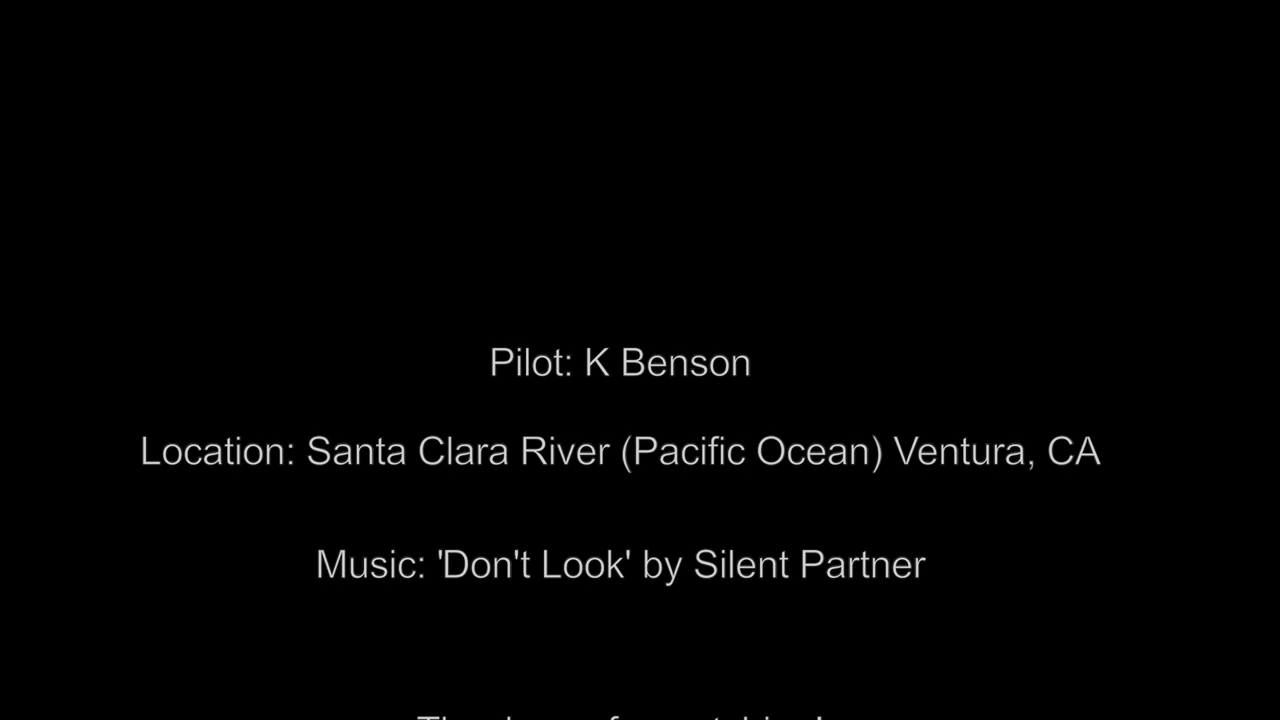 Pilot: K Benson
Location: Santa Clara River (Pacific Ocean) Ventura, CA
Music: 'Don't Look' by Silent Partner